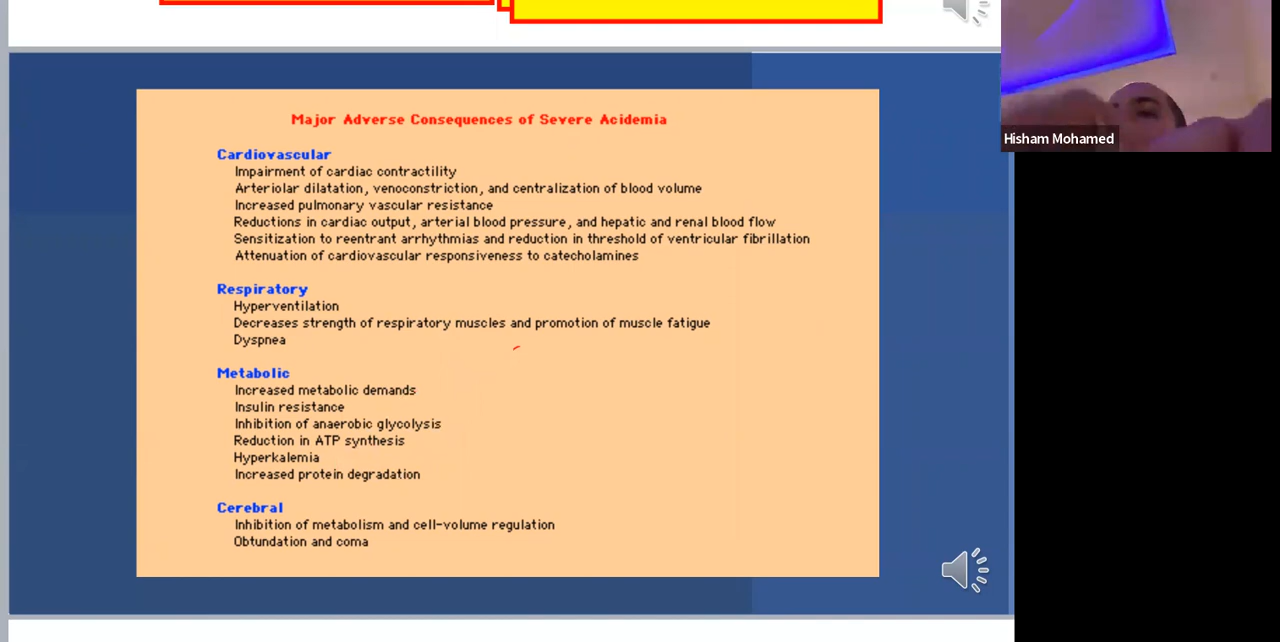 Major Adverse Consequences of Severe Acidemia
Cardiovascular
Impairment of cardiac contractility
Arteriolar dilatation, venoconstriction, and centralization of blood volume
Increased pulmonary vascular resistance
Reductions in cardiac output, arterial blood pressure, and hepatic and renal blood flow
Sensitization to reentrant arrhythmias and reduction in threshold of ventricular fibrillation
Attenuation of cardiovascular responsiveness to catecholamines
Respiratory
Hyperventilation
Decreases strength of respiratory muscles and promotion of muscle fatigue
Dyspnea
Metabolic
Increased metabolic demands
Insulin resistance
Inhibition of anaerobic glycolysis
Reduction in ATP synthesis
Hyperkalemia
Increased protein degradation
Cerebral
Inhibition of metabolism and cell-volume regulation
Obtundation and coma
Hisham Mohamed